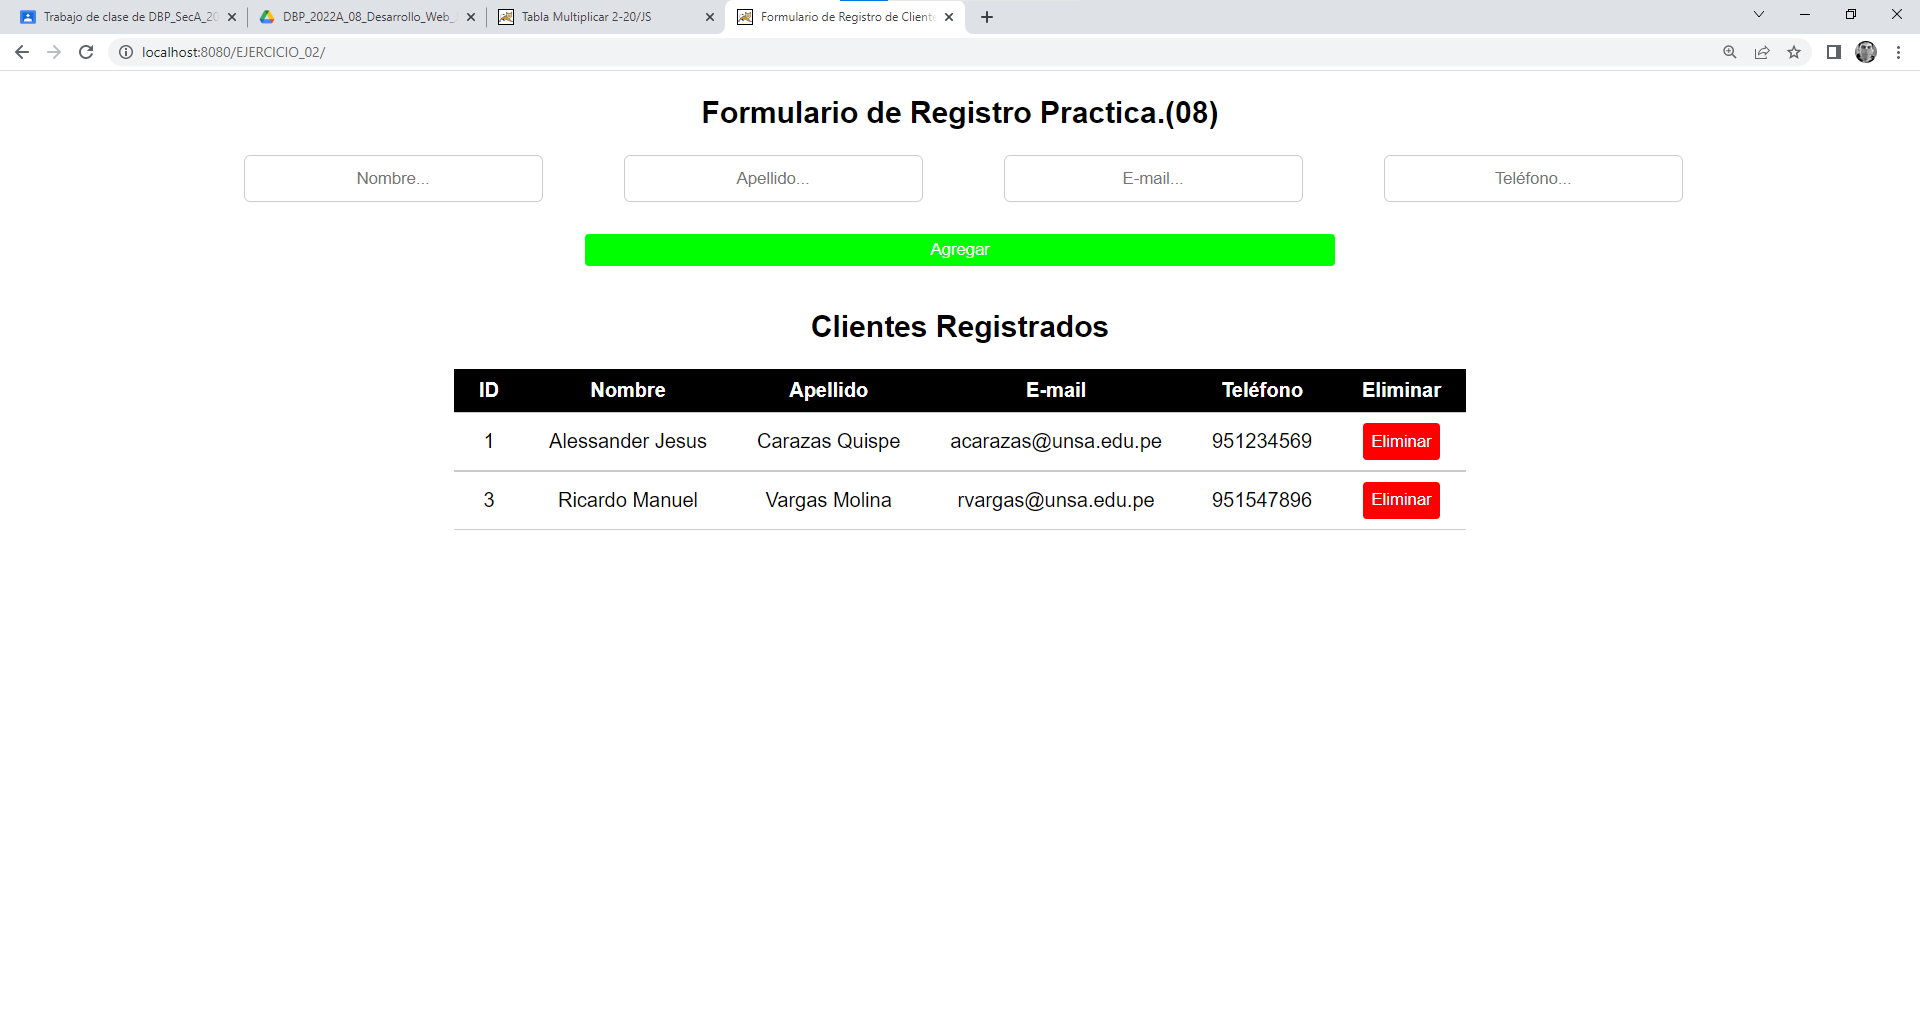 Trabajo de clase de DBP_SecA_20
DBP_2022A_08_Desarrollo_Web_
Tabla Multiplicar 2-20/JS
Formulario de Registro de Cliente
localhost:8080/EJERCICIO_02/
Formulario de Registro Practica.(08)
Nombre... Apellido... E-mail... Teléfono...
Agregar
Clientes Registrados
ID Nombre Apellido E-mail Teléfono Eliminar
1 Alessander Jesus Carazas Quispe acarazas@unsa.edu.pe 951234569 Eliminar
3 Ricardo Manuel Vargas Molina rvargas@unsa.edu.pe 951547896 Eliminar